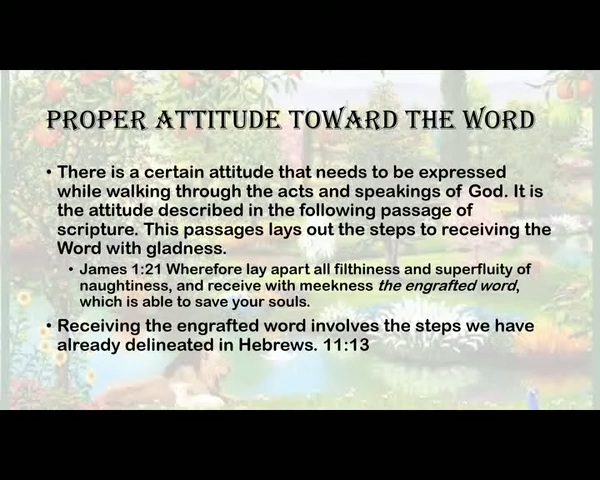 PROPER ATTITUDE TOWARD THE WORD
• There is a certain attitude that needs to be expressed
while walking through the acts and speakings of God. It is
the attitude described in the following passage of
scripture. This passages lays out the steps to receiving the
Word with gladness.
• James 1:21 Wherefore lay apart all filthiness and superfluity of
naughtiness, and receive with meekness the engrafted word,
which is able to save your souls.
• Receiving the engrafted word involves the steps we have
already delineated in Hebrews. 11:13